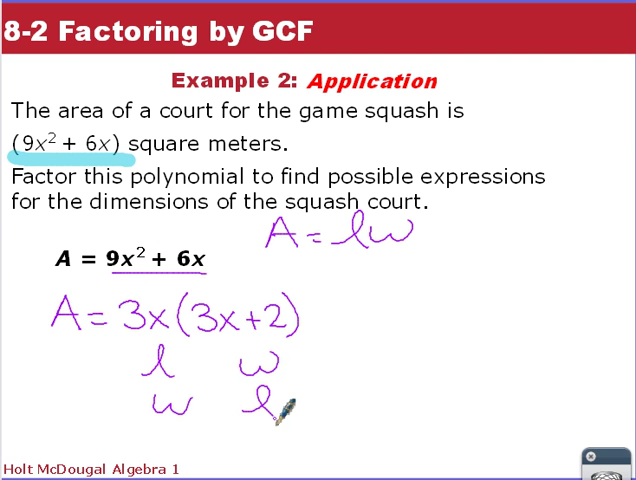 8-2 Factoring by GCF
Example 2: Application
The area of a court for the game squash is
(9x² + 6x) square meters.
Factor this polynomial to find possible expressions
for the dimensions of the squash court.
A = lw
A = 9x² + 6x
A = 3x(3x+2)
l w
w l
Holt McDougal Algebra 1